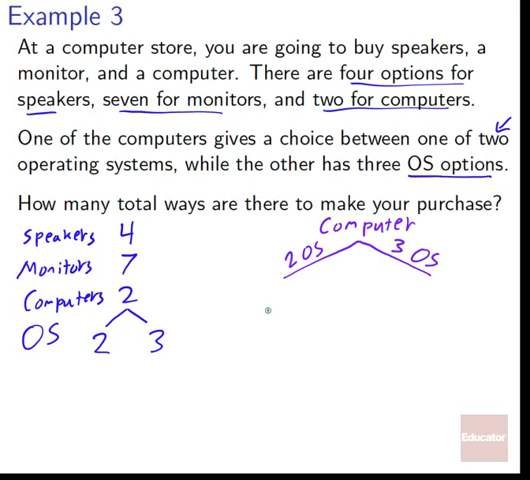 Example 3
At a computer store, you are going to buy speakers, a
monitor, and a computer. There are four options for
speakers, seven for monitors, and two for computers.
One of the computers gives a choice between one of two
operating systems, while the other has three OS options.
How many total ways are there to make your purchase?
Speakers 4
Monitors 7
Computers 2
OS 2 3
Computer
2 OS 3 OS
Educator